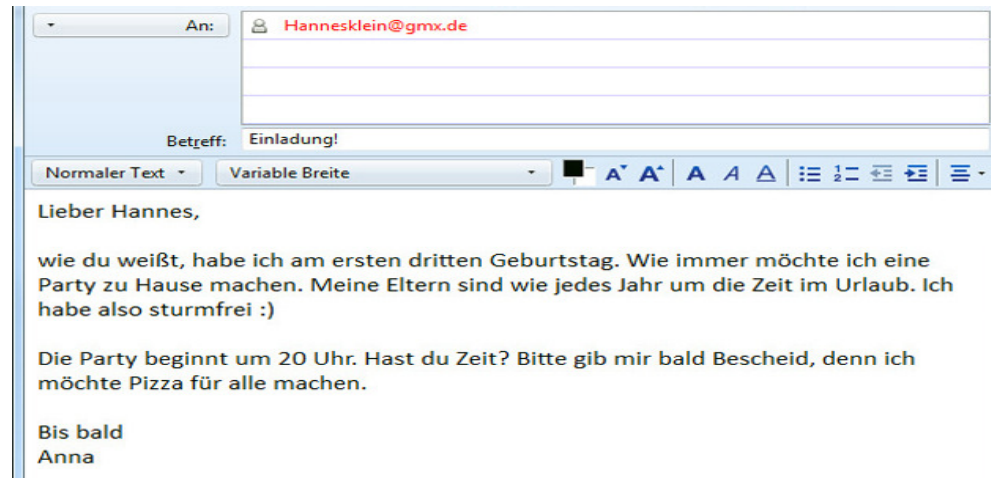 An: Hannesklein@gmx.de
Betreff: Einladung!
Normaler Text Variable Breite
Lieber Hannes,
wie du weißt, habe ich am ersten dritten Geburtstag. Wie immer möchte ich eine
Party zu Hause machen. Meine Eltern sind wie jedes Jahr um die Zeit im Urlaub. Ich
habe also sturmfrei :)
Die Party beginnt um 20 Uhr. Hast du Zeit? Bitte gib mir bald Bescheid, denn ich
möchte Pizza für alle machen.
Bis bald
Anna